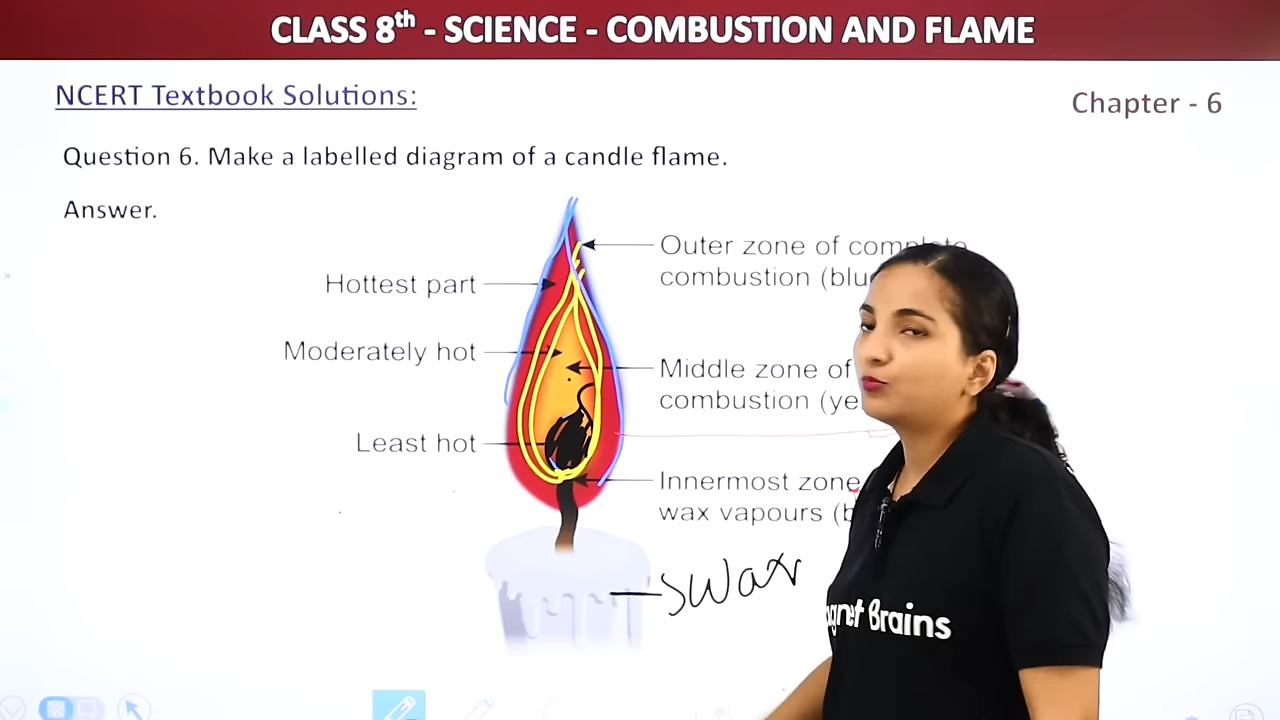 CLASS 8th - SCIENCE - COMBUSTION AND FLAME
NCERT Textbook Solutions:
Chapter - 6
Question 6. Make a labelled diagram of a candle flame.
Answer.
Outer zone of complete
combustion (blu
Hottest part
Moderately hot
Middle zone of
combustion (ye
Least hot
Innermost zone
wax vapours (b
wax
agnet Brains